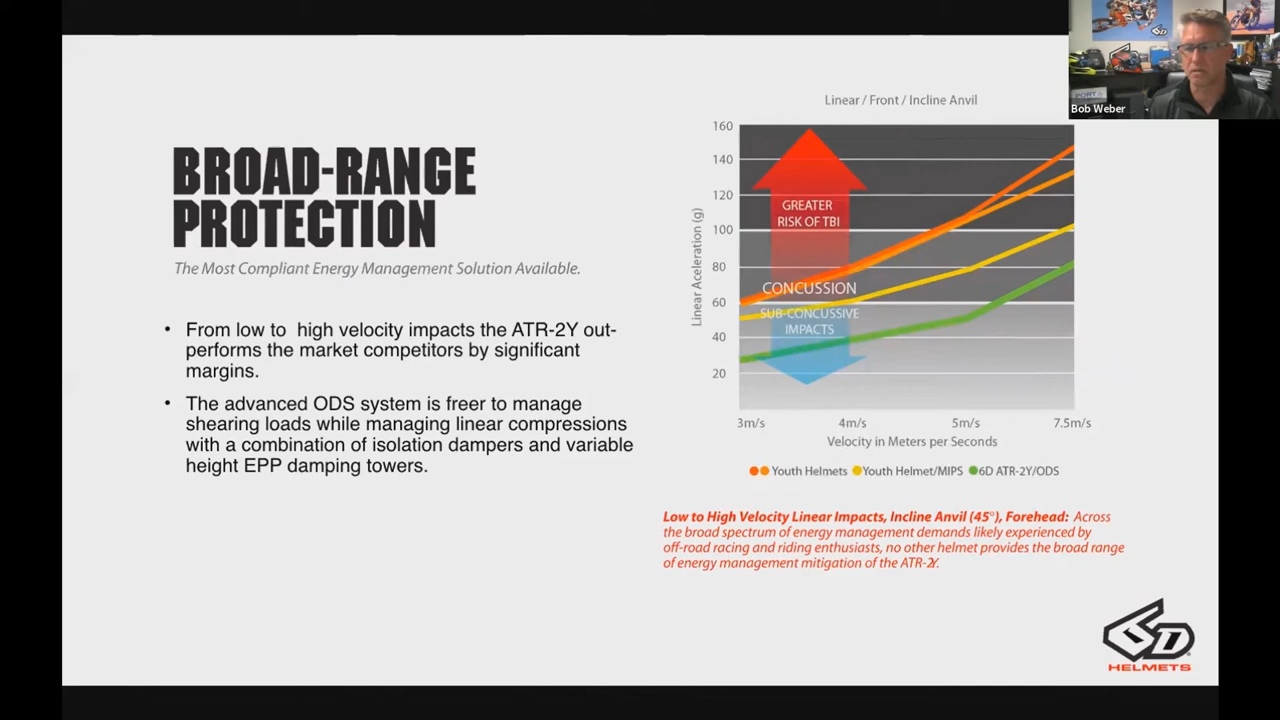 BROAD-RANGE
PROTECTION
The Most Compliant Energy Management Solution Available.
• From low to high velocity impacts the ATR-2Y out-
performs the market competitors by significant
margins.
• The advanced ODS system is freer to manage
shearing loads while managing linear compressions
with a combination of isolation dampers and variable
height EPP damping towers.
Linear / Front / Incline Anvil
Linear Aceleration (g)
160
140
120
100
80
60
40
20
GREATER
RISK OF TBI
CONCUSSION
SUB-CONCUSSIVE
IMPACTS
3m/s 4m/s 5m/s 7.5m/s
Velocity in Meters per Seconds
Youth Helmets Youth Helmet/MIPS 6D ATR-2Y/ODS
Low to High Velocity Linear Impacts, Incline Anvil (45°), Forehead: Across
the broad spectrum of energy management demands likely experienced by
off-road racing and riding enthusiasts, no other helmet provides the broad range
of energy management mitigation of the ATR-2Y.
6D
HELMETS
Bob Weber